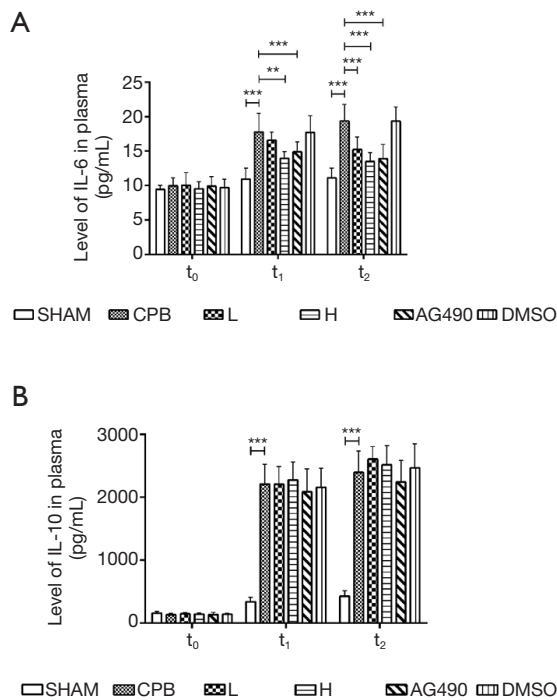 A
Level of IL-6 in plasma
(pg/mL)
25
20
15
10
5
0
***
**
***
***
***
***
***
t0
t1
t2
SHAM CPB L H AG490 DMSO
B
Level of IL-10 in plasma
(pg/mL)
3000
2000
1000
0
***
***
t0
t1
t2
SHAM CPB L H AG490 DMSO